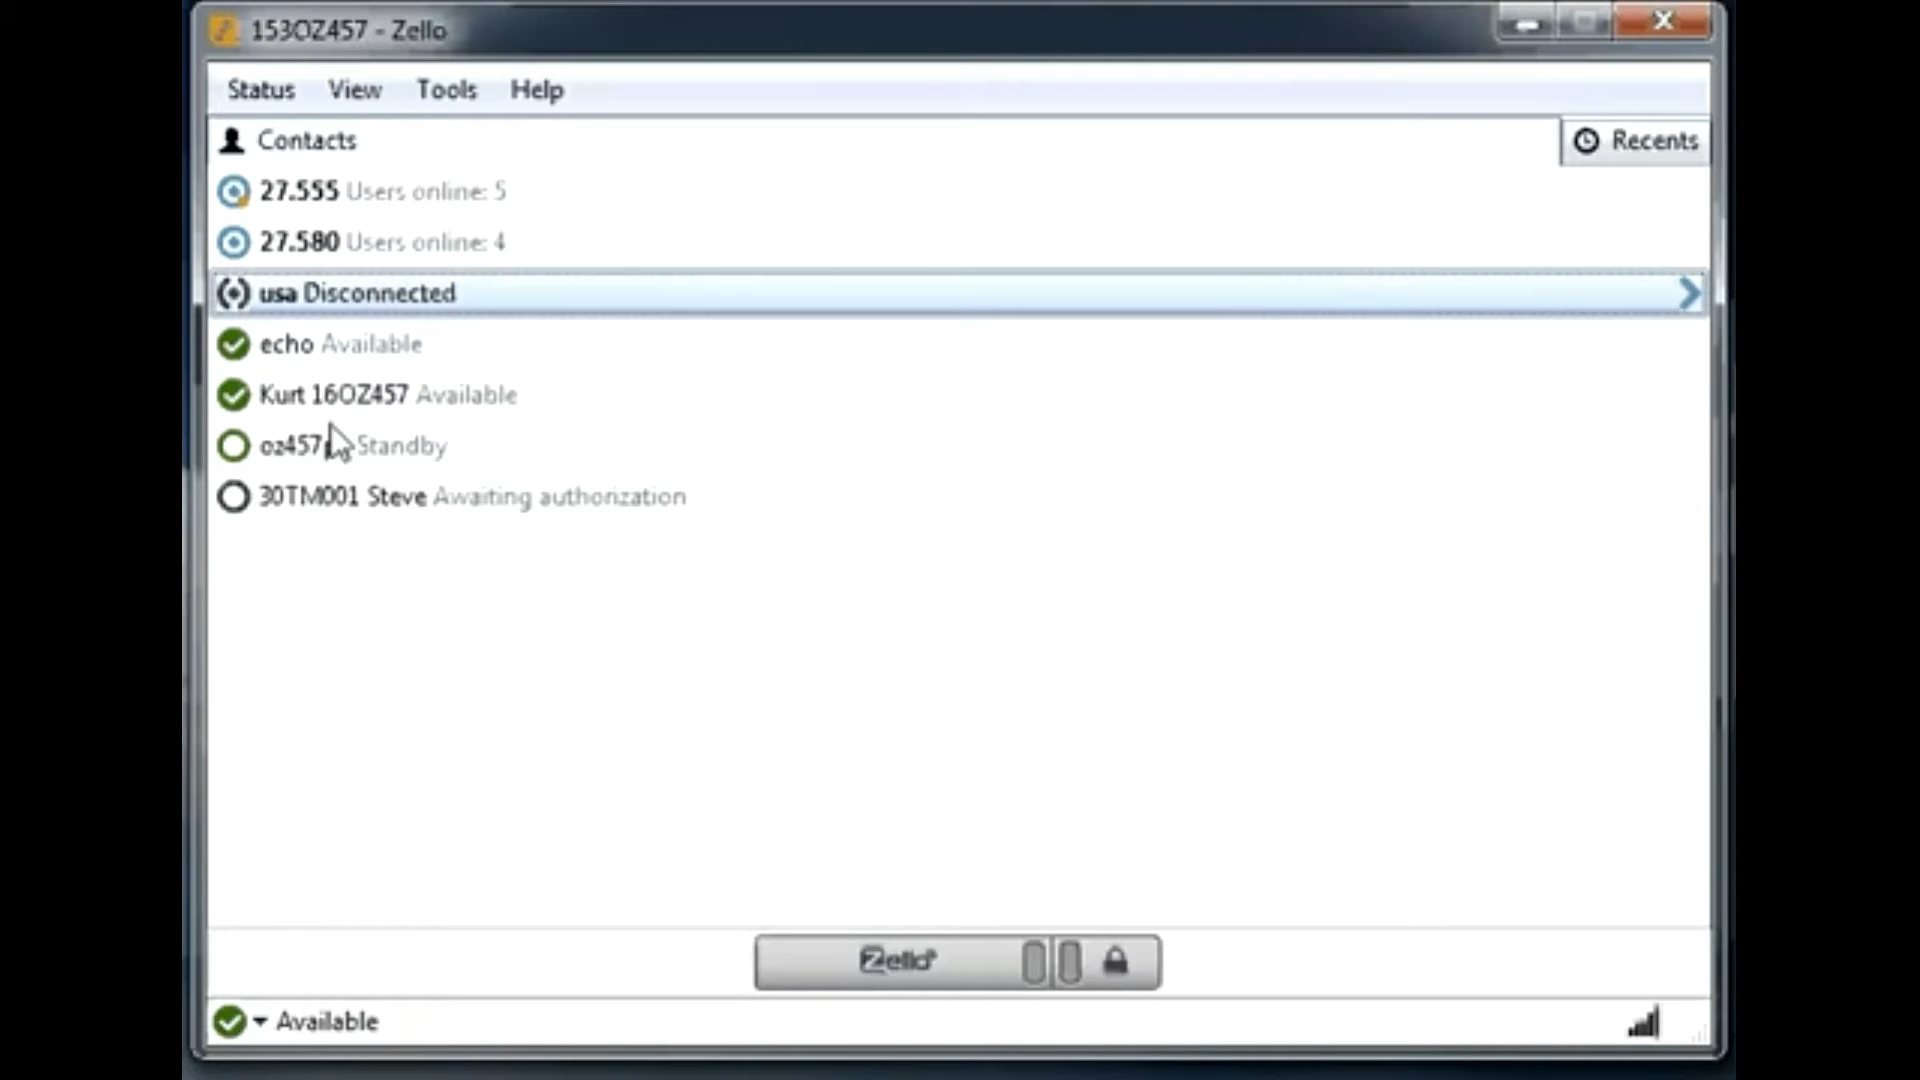 153OZ457 - Zello
Status View Tools Help
Contacts
Recents
27.555 Users online: 5
27.580 Users online: 4
usa Disconnected
echo Available
Kurt 16OZ457 Available
Standby
30TM001 Steve Awaiting authorization
Zello
Available